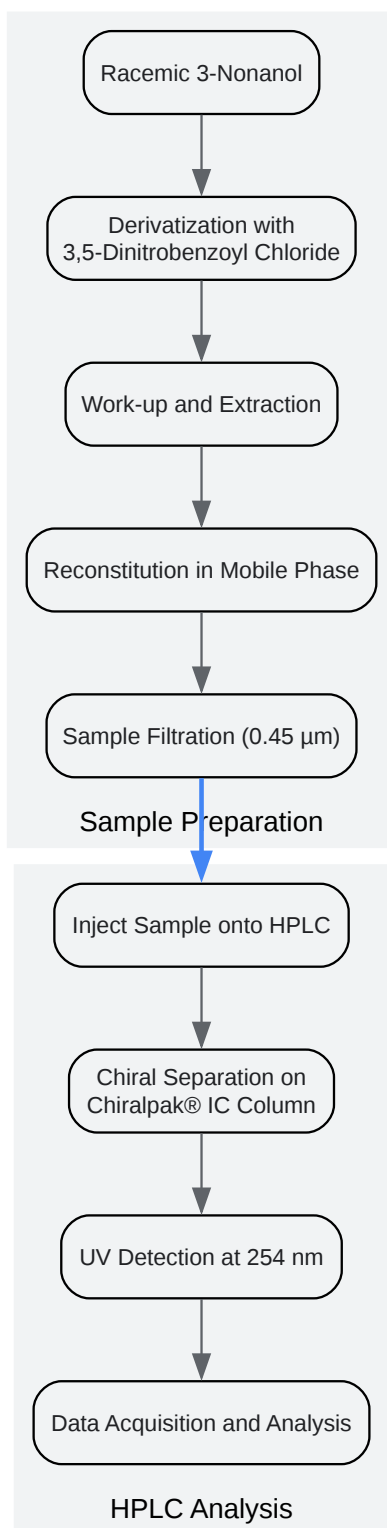 Racemic 3-Nonanol
Derivatization with
3,5-Dinitrobenzoyl Chloride
Work-up and Extraction
Reconstitution in Mobile Phase
Sample Filtration (0.45 µm)
Sample Preparation
Inject Sample onto HPLC
Chiral Separation on
Chiralpak® IC Column
UV Detection at 254 nm
Data Acquisition and Analysis
HPLC Analysis